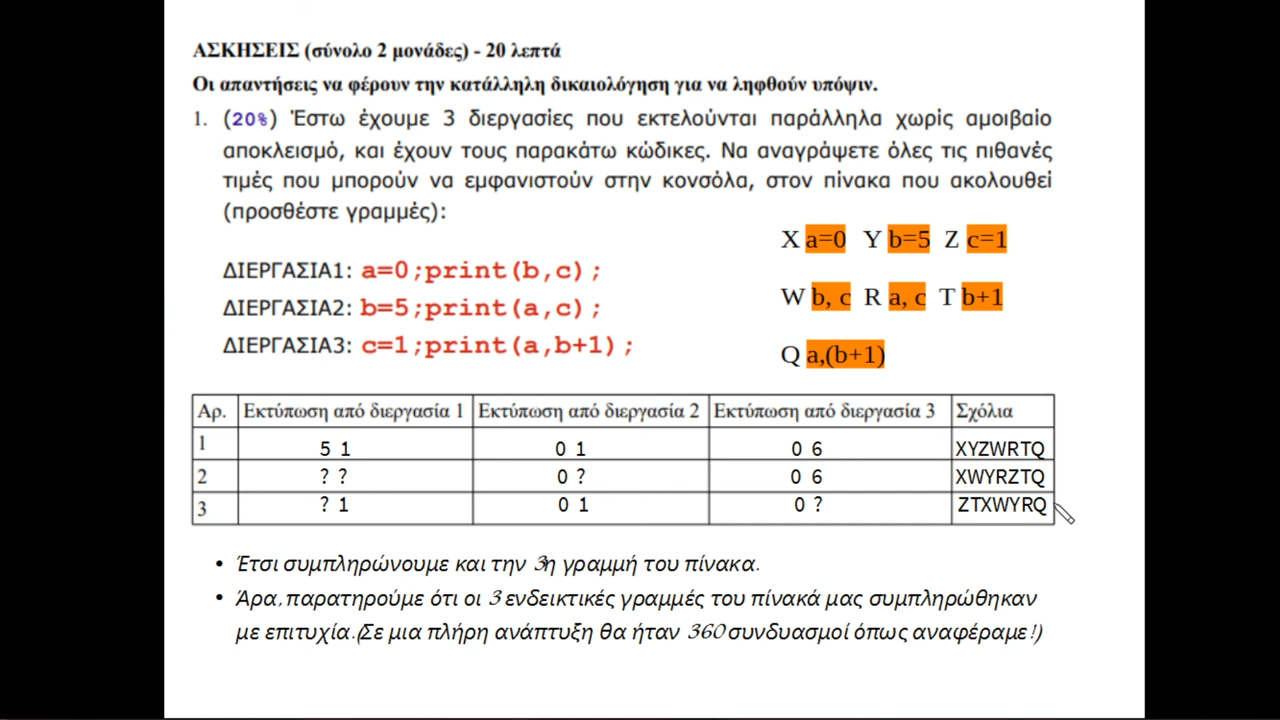 ΑΣΚΗΣΕΙΣ (σύνολο 2 μονάδες) - 20 λεπτά
Οι απαντήσεις να φέρουν την κατάλληλη δικαιολόγηση για να ληφθούν υπόψιν.
1. (20%) Έστω έχουμε 3 διεργασίες που εκτελούνται παράλληλα χωρίς αμοιβαίο
αποκλεισμό, και έχουν τους παρακάτω κώδικες. Να αναγράψετε όλες τις πιθανές
τιμές που μπορούν να εμφανιστούν στην κονσόλα, στον πίνακα που ακολουθεί
(προσθέστε γραμμές):
X a=0 Y b=5 Z c=1
ΔΙΕΡΓΑΣΙΑ1: a=0;print(b,c);
W b, c R a, c T b+1
ΔΙΕΡΓΑΣΙΑ2: b=5;print(a,c);
ΔΙΕΡΓΑΣΙΑ3: c=1;print(a,b+1);
Q a,(b+1)
Αρ. Εκτύπωση από διεργασία 1 Εκτύπωση από διεργασία 2 Εκτύπωση από διεργασία 3 Σχόλια
1 5 1 0 1 0 6 XYZWRTQ
2 ? ? 0 ? 0 6 XWYRZTQ
3 ? 1 0 1 0 ? ZTXWYRQ
• Έτσι συμπληρώνουμε και την 3η γραμμή του πίνακα.
• Άρα,παρατηρούμε ότι οι 3 ενδεικτικές γραμμές του πίνακά μας συμπληρώθηκαν
με επιτυχία.(Σε μια πλήρη ανάπτυξη θα ήταν 360 συνδυασμοί όπως αναφέραμε!)